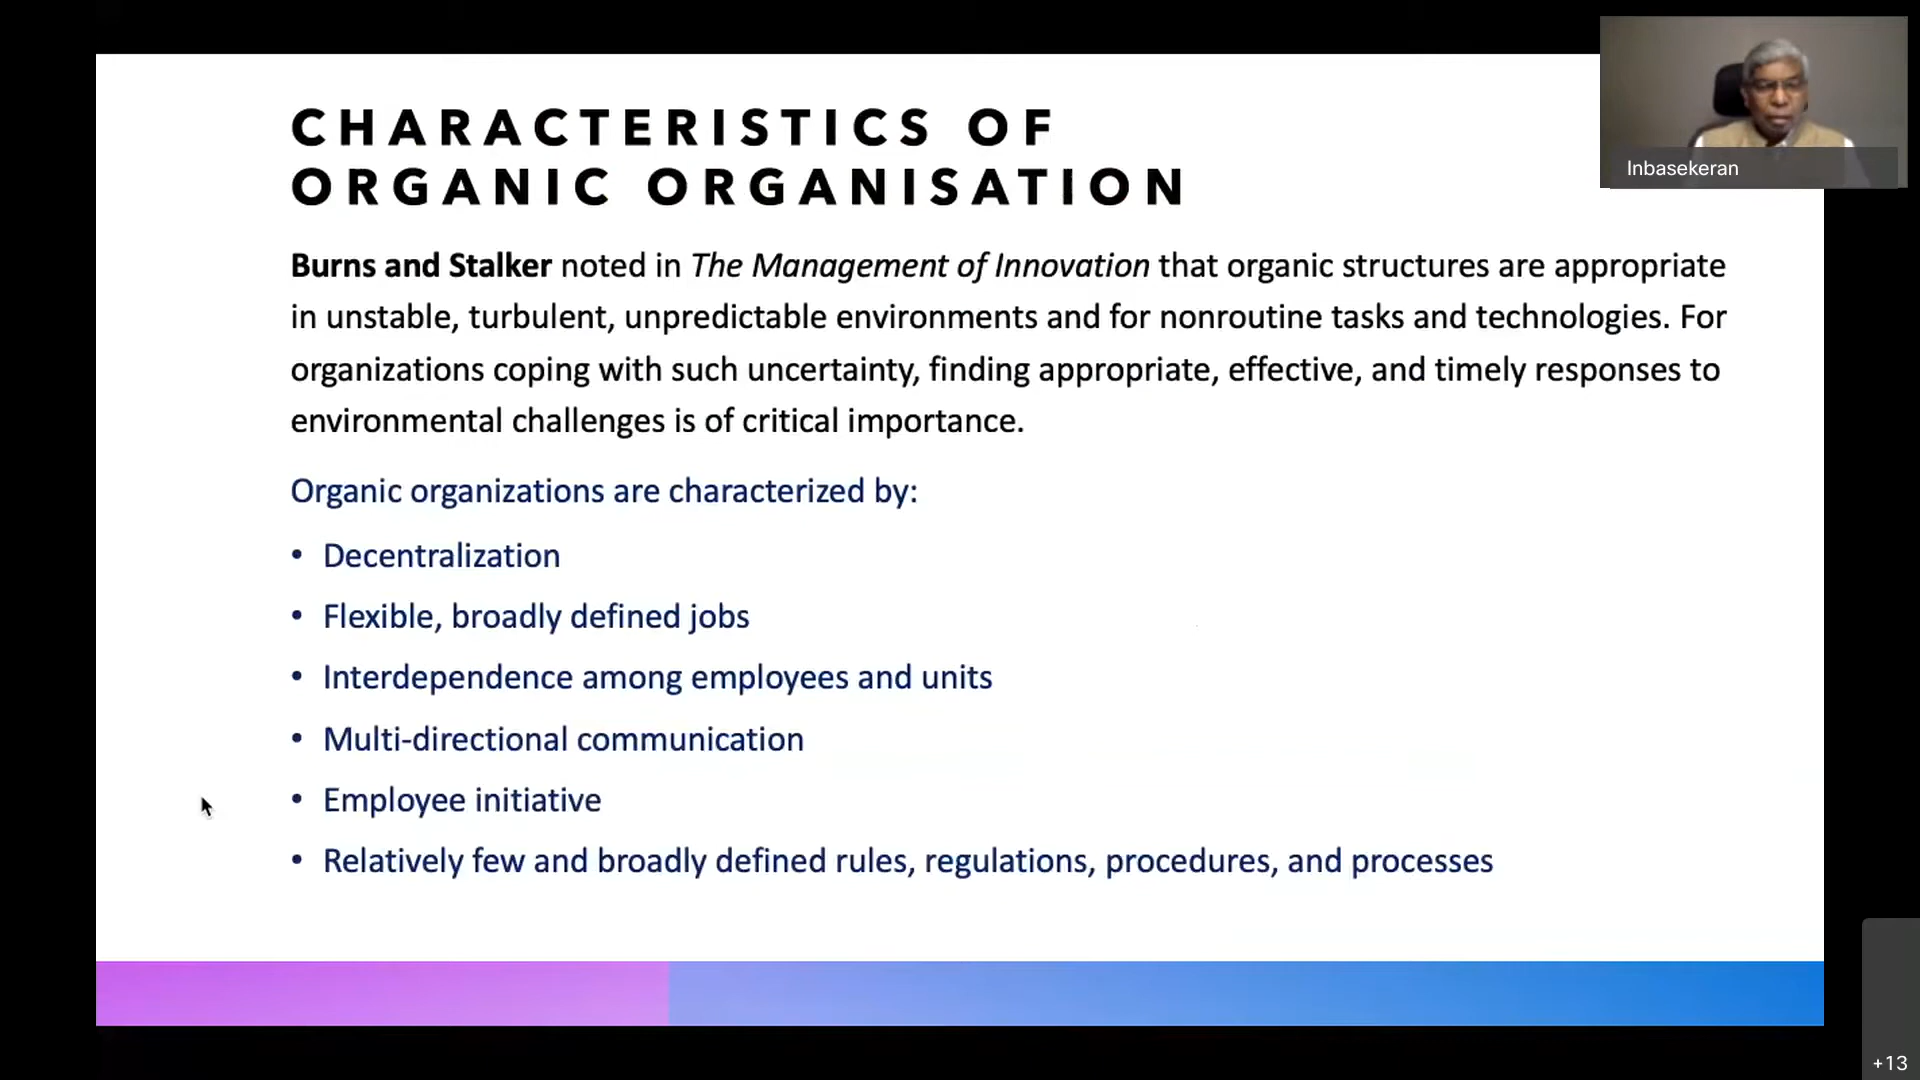 CHARACTERISTICS OF
ORGANIC ORGANISATION
Inbasekeran
Burns and Stalker noted in The Management of Innovation that organic structures are appropriate
in unstable, turbulent, unpredictable environments and for nonroutine tasks and technologies. For
organizations coping with such uncertainty, finding appropriate, effective, and timely responses to
environmental challenges is of critical importance.
Organic organizations are characterized by:
• Decentralization
• Flexible, broadly defined jobs
• Interdependence among employees and units
• Multi-directional communication
• Employee initiative
• Relatively few and broadly defined rules, regulations, procedures, and processes
+13